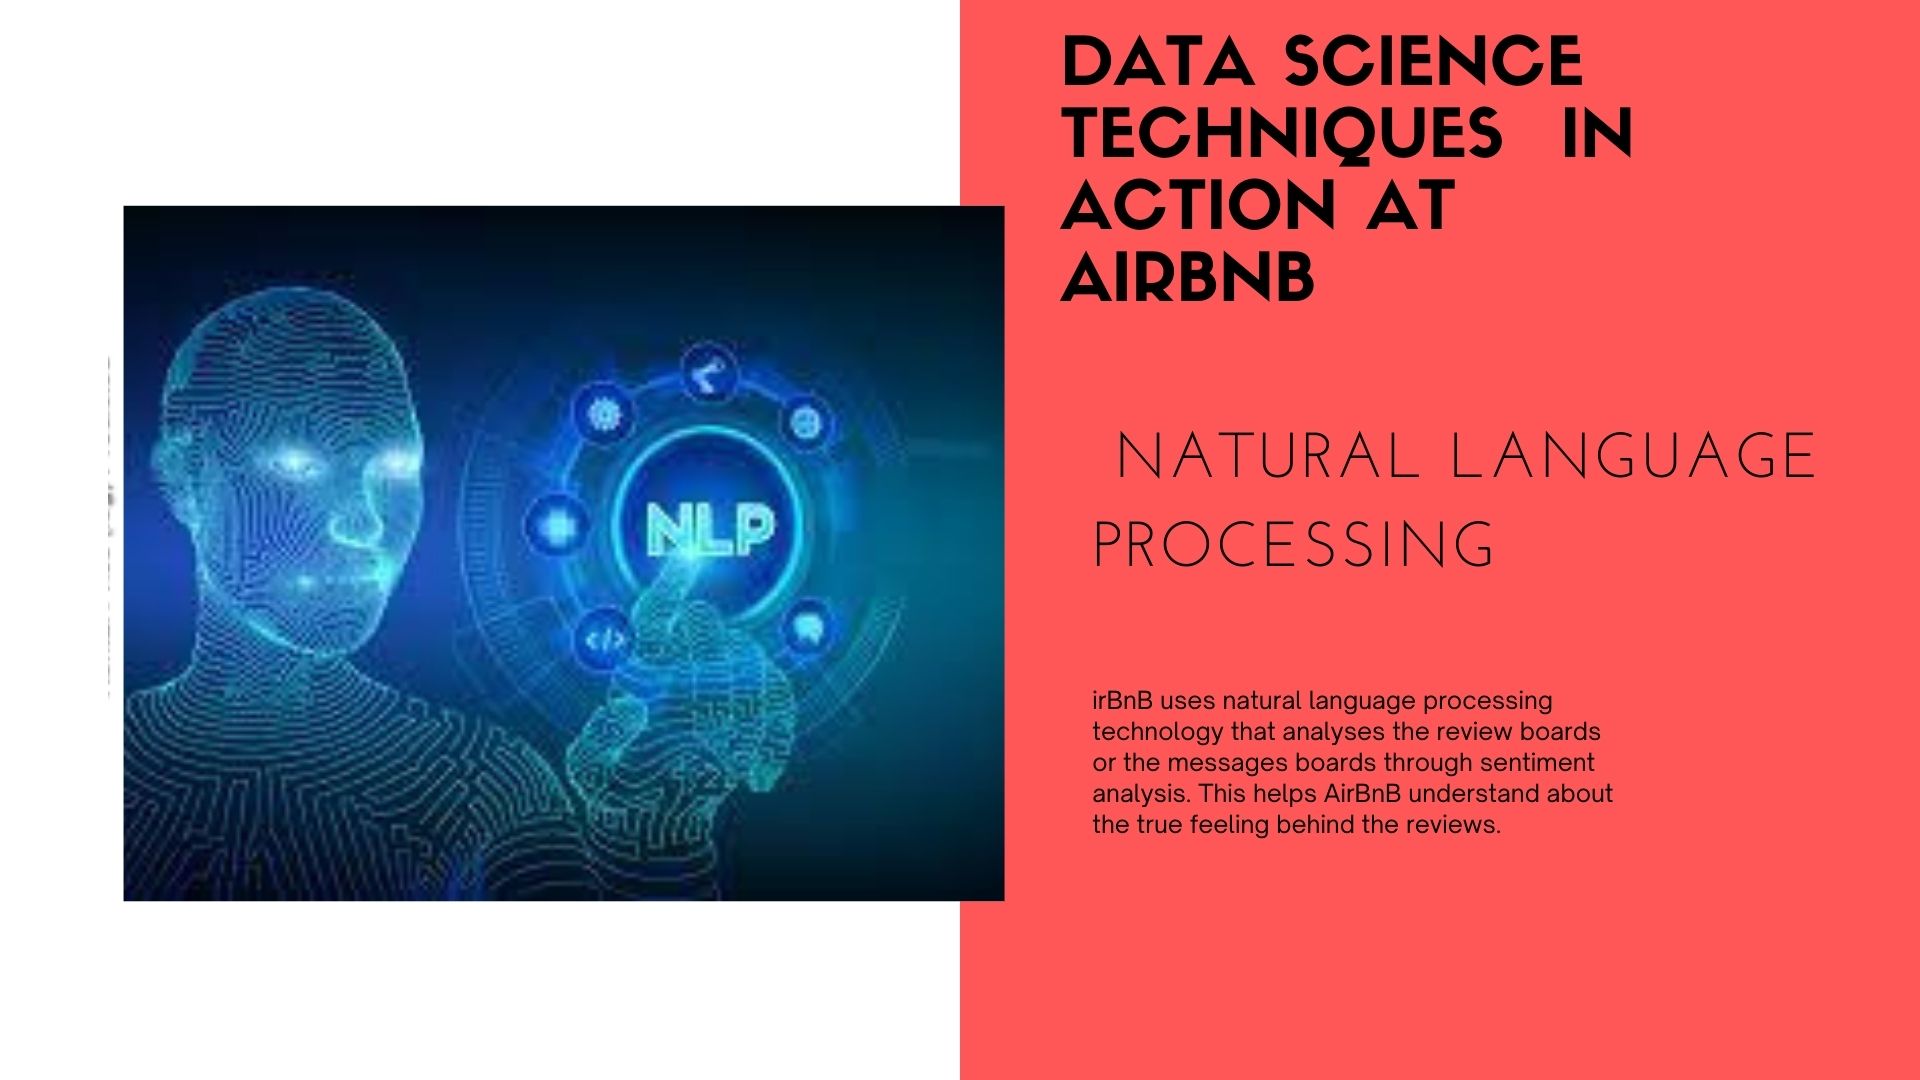 DATA SCIENCE
TECHNIQUES IN
ACTION AT
AIRBNB
NATURAL LANGUAGE
PROCESSING
irBnB uses natural language processing
technology that analyses the review boards
or the messages boards through sentiment
analysis. This helps AirBnB understand about
the true feeling behind the reviews.
NLP
</>